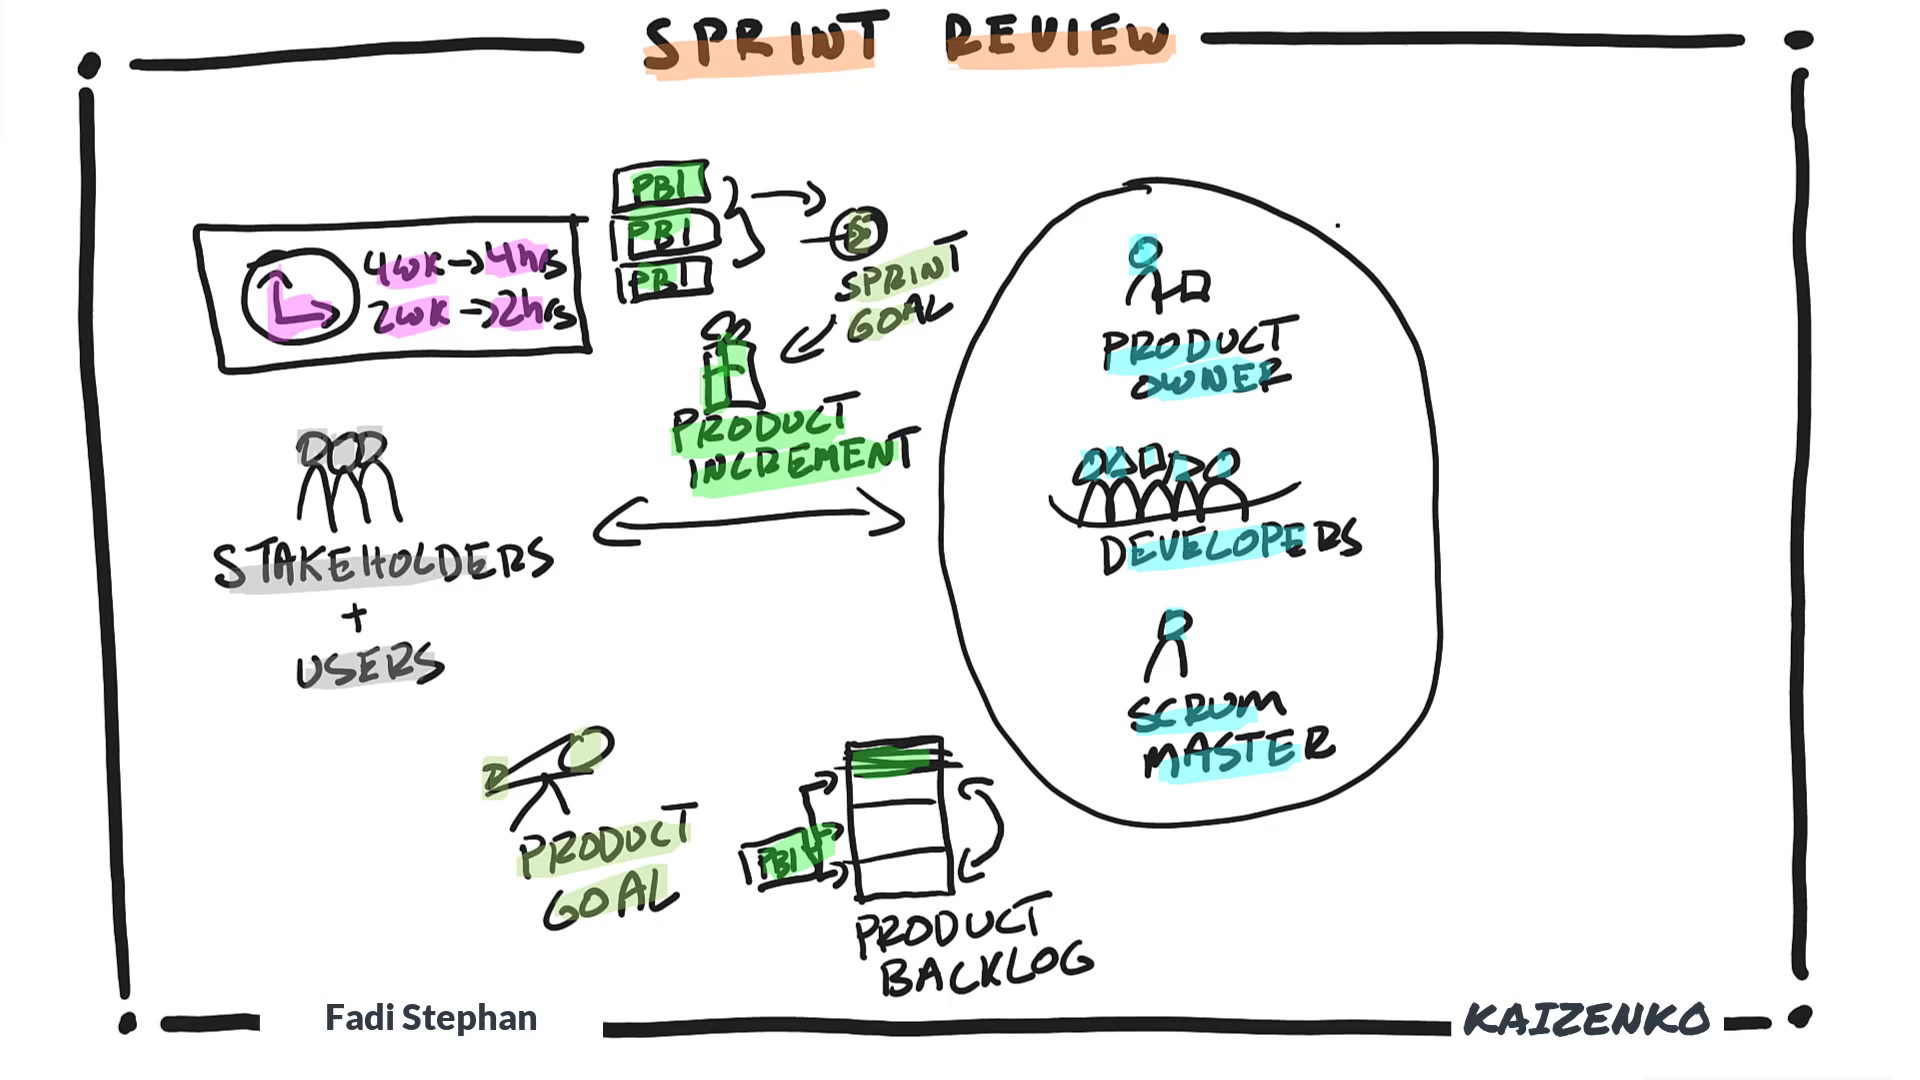 SPRINT REVIEW
4wk→4hrs
2wk→2hrs
PBI
PBI
PBI
SPRINT
GOAL
PRODUCT
INCREMENT
STAKEHOLDERS
+
USERS
PRODUCT
OWNER
DEVELOPERS
SCRUM
MASTER
PRODUCT
GOAL
PBI
PRODUCT
BACKLOG
Fadi Stephan
KAIZENKO